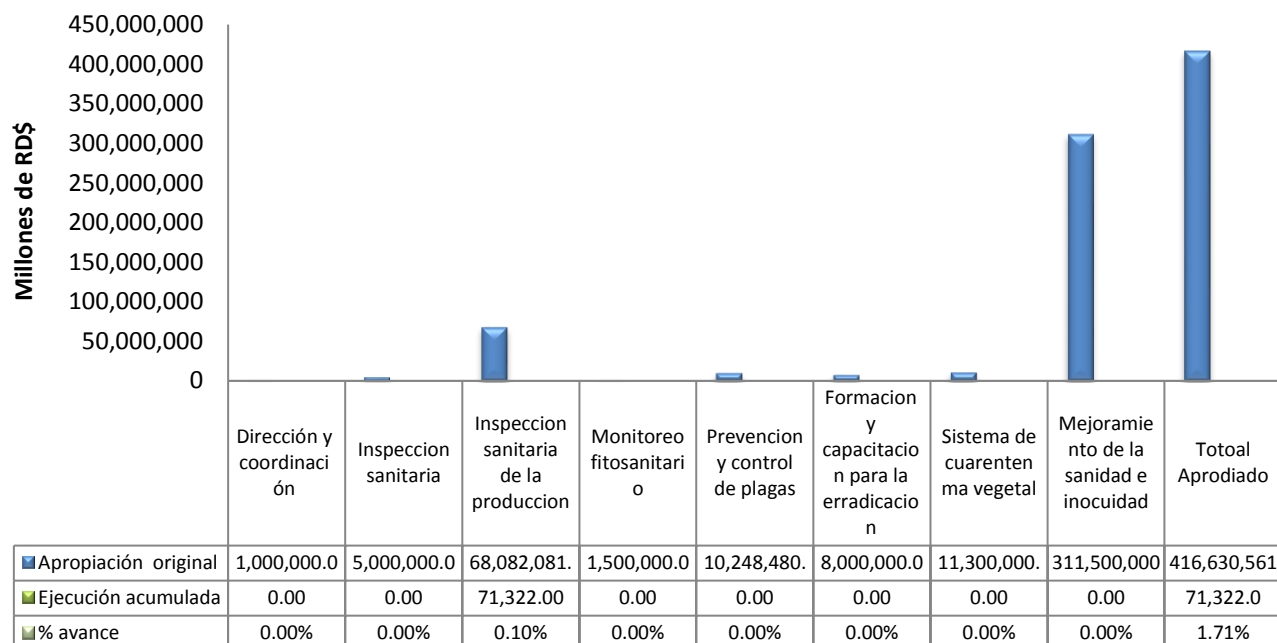 450,000,000
400,000,000
350,000,000
300,000,000
250,000,000
200,000,000
150,000,000
100,000,000
50,000,000
0
Millones de RD$
Dirección y
coordinaci
ón
Inspeccion
sanitaria
Inspeccion
sanitaria
de la
produccion
Monitoreo
fitosanitari
o
Prevencion
y control
de plagas
Formacion
y
capacitacio
n para la
erradicacio
n
Sistema de
cuarenten
ma vegetal
Mejoramie
nto de la
sanidad e
inocuidad
Totoal
Aprodiado
Apropiación original 1,000,000.0 5,000,000.0 68,082,081. 1,500,000.0 10,248,480. 8,000,000.0 11,300,000. 311,500,000 416,630,561
Ejecución acumulada 0.00 0.00 71,322.00 0.00 0.00 0.00 0.00 0.00 71,322.0
% avance 0.00% 0.00% 0.10% 0.00% 0.00% 0.00% 0.00% 0.00% 1.71%